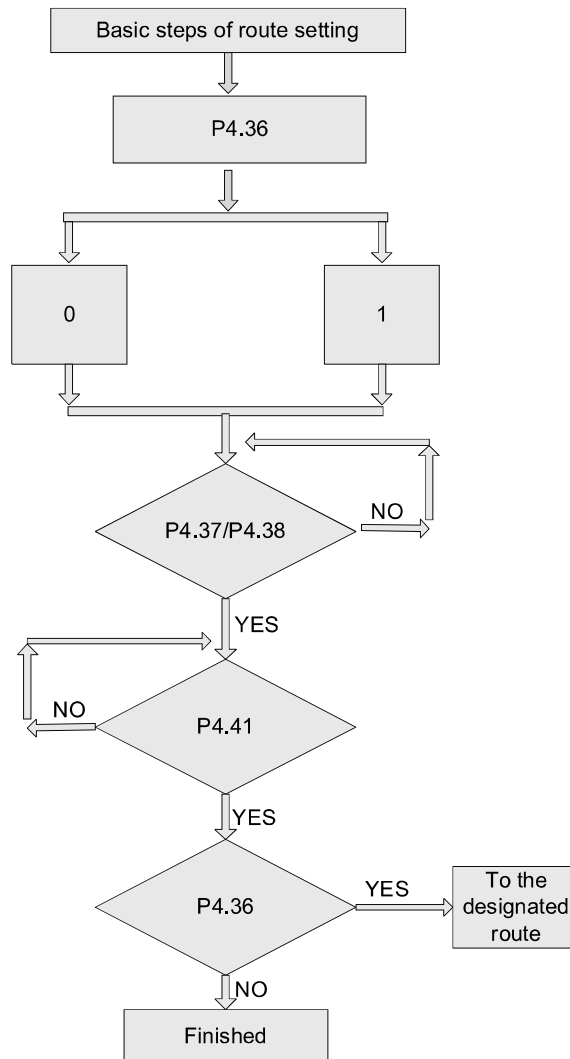 Basic steps of route setting
P4.36
0
1
P4.37/P4.38
NO
YES
NO
P4.41
YES
P4.36
YES
To the
designated
route
NO
Finished